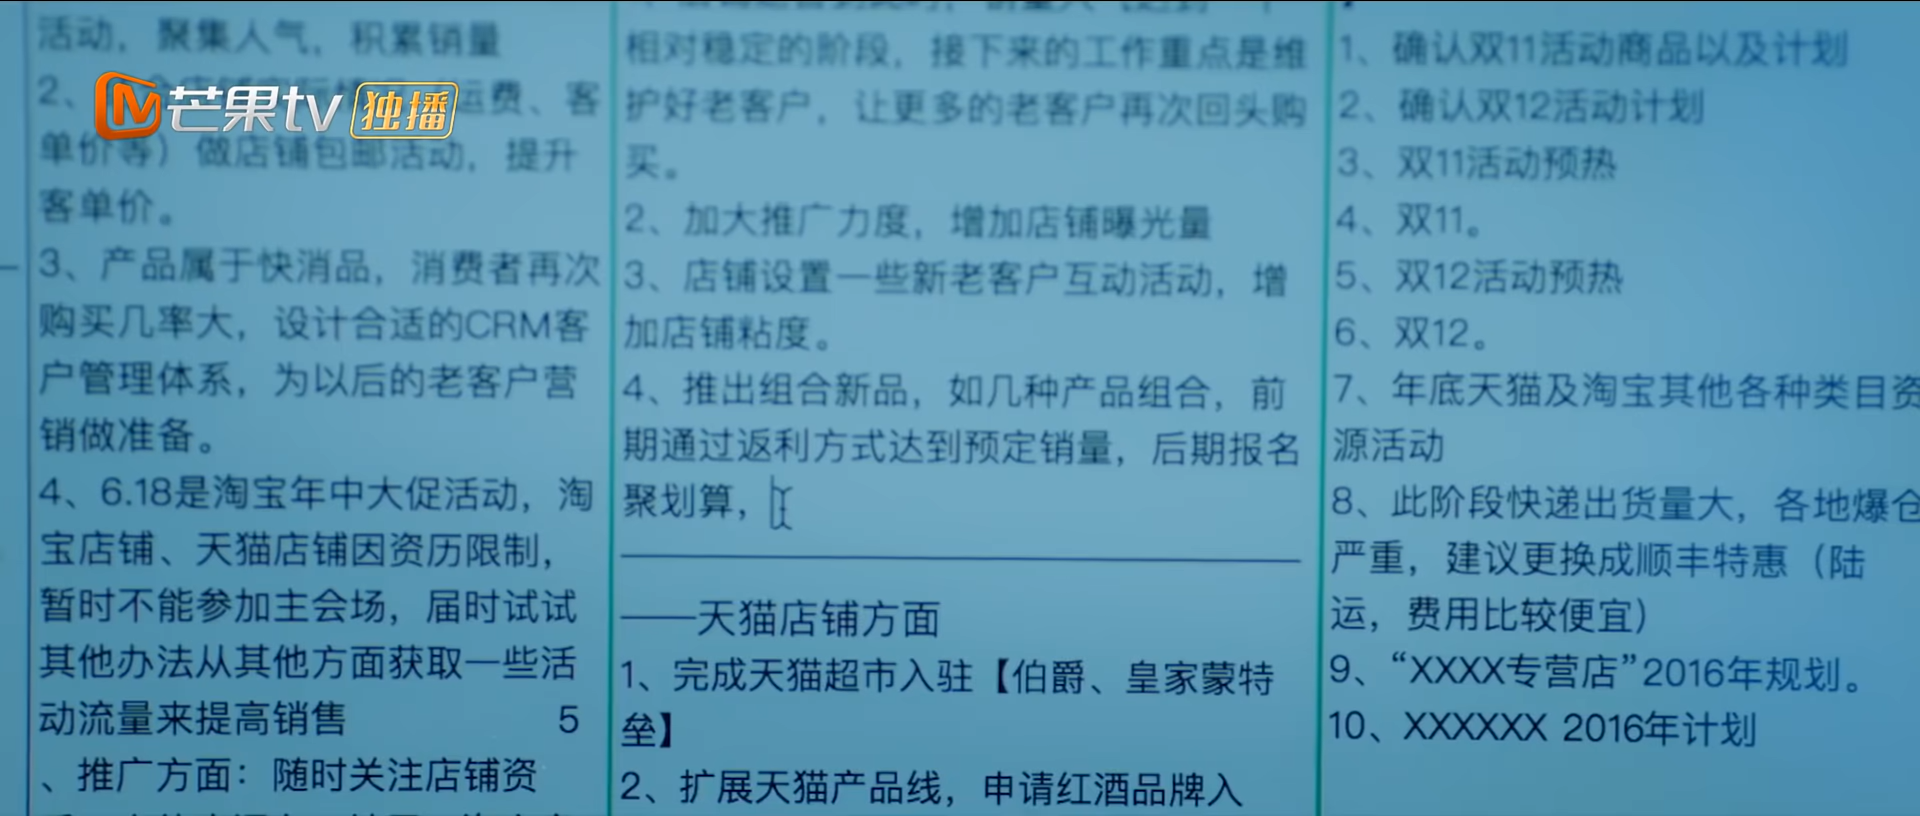 活动，聚集人气，积累销量
2、
运费、客
单价等）做店铺包邮活动，提升
客单价。
3、产品属于快消品，消费者再次
购买几率大，设计合适的CRM客
户管理体系，为以后的老客户营
销做准备。
4、6.18是淘宝年中大促活动，淘
宝店铺、天猫店铺因资历限制，
暂时不能参加主会场，届时试试
其他办法从其他方面获取一些活
动流量来提高销售 5
、推广方面：随时关注店铺资
芒果tv 独播
相对稳定的阶段，接下来的工作重点是维
护好老客户，让更多的老客户再次回头购
买。
2、加大推广力度，增加店铺曝光量
3、店铺设置一些新老客户互动活动，增
加店铺粘度。
4、推出组合新品，如几种产品组合，前
期通过返利方式达到预定销量，后期报名
聚划算，
——天猫店铺方面
1、完成天猫超市入驻【伯爵、皇家蒙特
垒】
2、扩展天猫产品线，申请红酒品牌入
1、确认双11活动商品以及计划
2、确认双12活动计划
3、双11活动预热
4、双11。
5、双12活动预热
6、双12。
7、年底天猫及淘宝其他各种类目资
源活动
8、此阶段快递出货量大，各地爆仓
严重，建议更换成顺丰特惠（陆
运，费用比较便宜）
9、“XXXX专营店”2016年规划。
10、XXXXXX 2016年计划